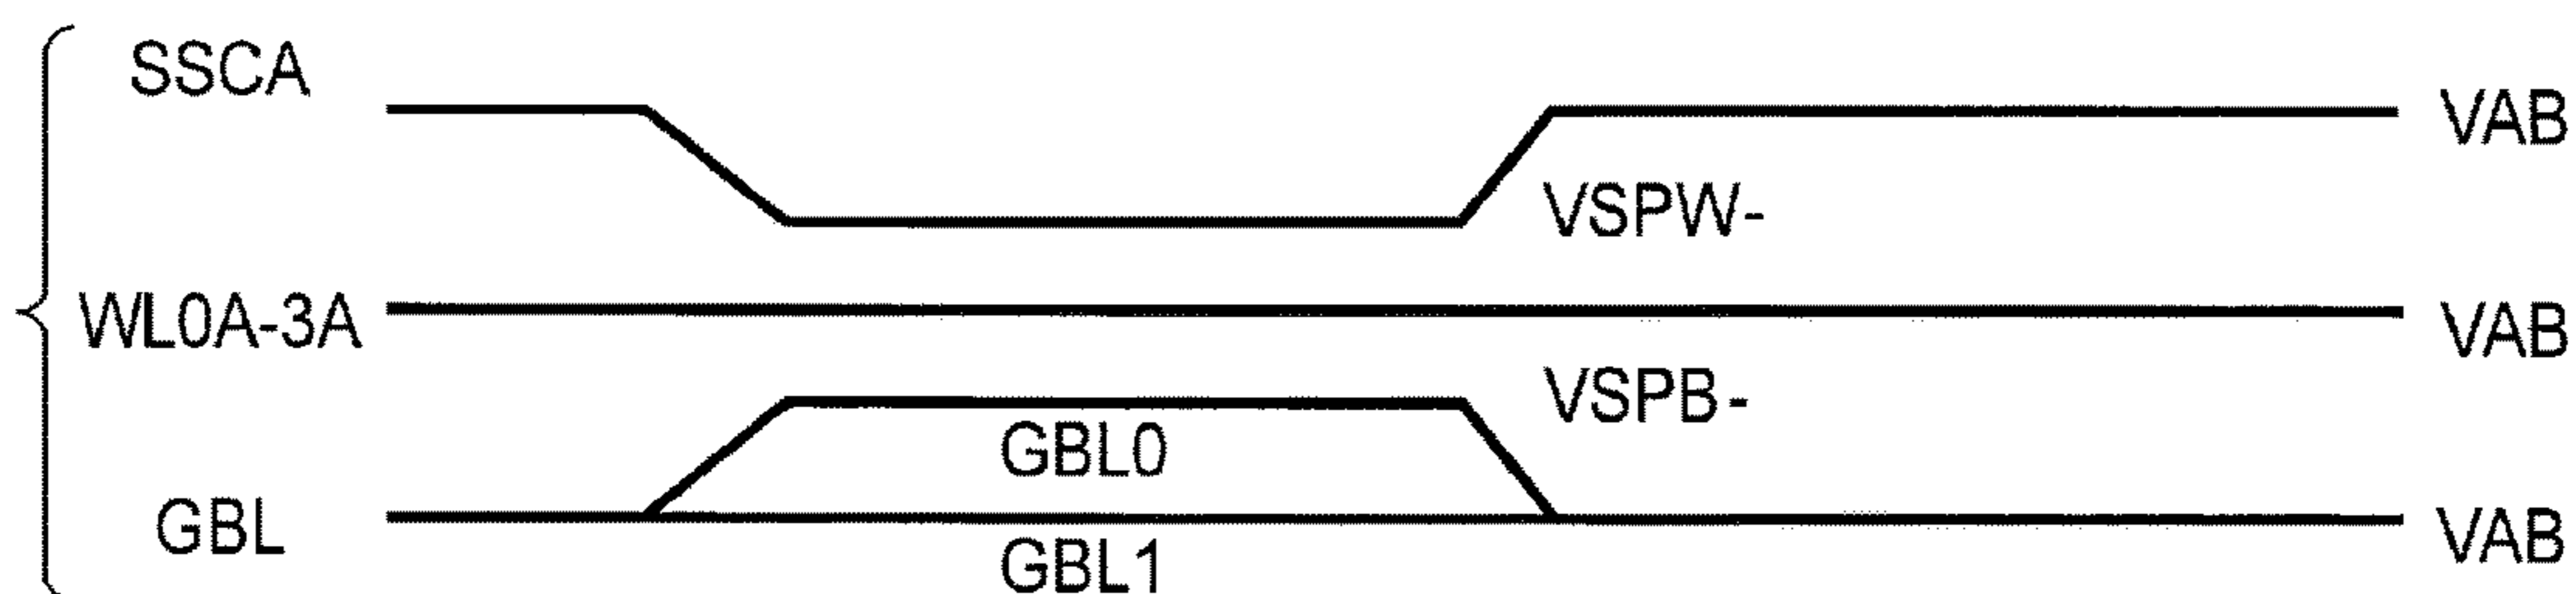 SSCA
VAB
VSPW-
WL0A-3A
VAB
VSPB-
GBL0
GBL
VAB
GBL1